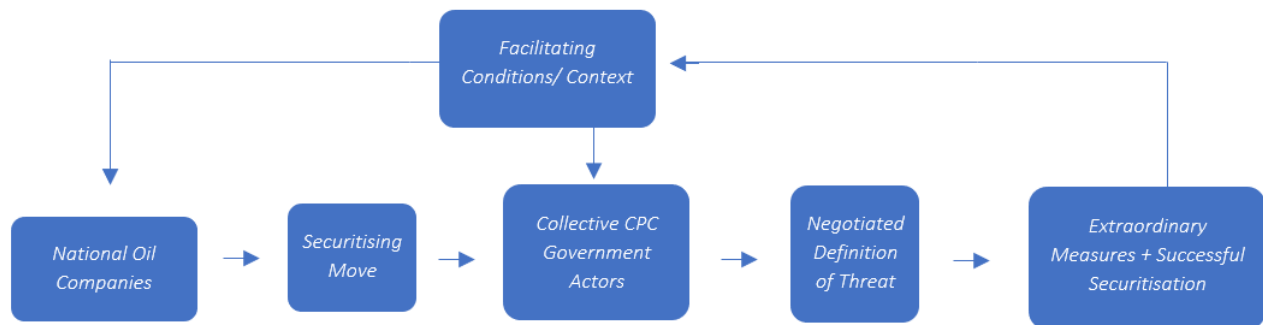 Facilitating
Conditions/ Context
National Oil
Companies
Securitising
Move
Collective CPC
Government
Actors
Negotiated
Definition
of Threat
Extraordinary
Measures + Successful
Securitisation